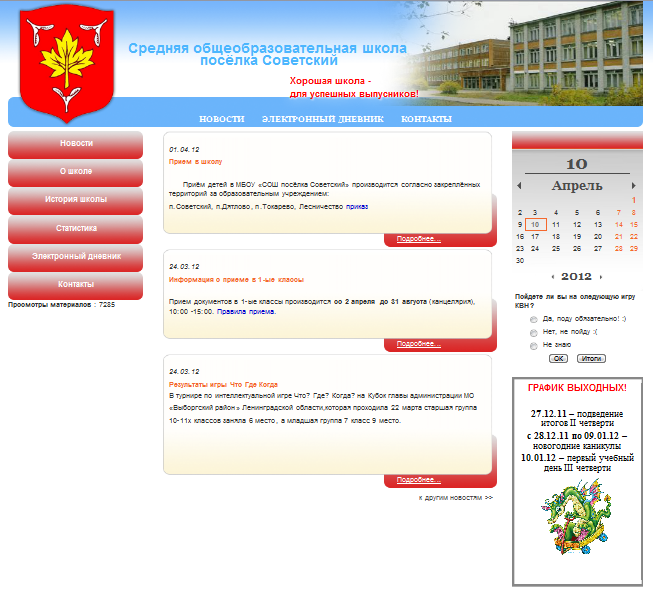 Средняя общеобразовательная школа
посёлка Советский
Хорошая школа -
для успешных выпусников!
НОВОСТИ ЭЛЕКТРОННЫЙ ДНЕВНИК КОНТАКТЫ
Новости
О школе
История школы
Статистика
Электронный дневник
Контакты
Просмотры материалов : 7285
01.04.12
Прием в школу
Приём детей в МБОУ «СОШ посёлка Советский» производится согласно закреплённых
территорий за образовательным учреждением:
п.Советский, п.Дятлово, п.Токарево, Лесничество приказ
Подробнее...
24.03.12
Информация о приеме в 1-ые классы
Прием документов в 1-ые классы производится со 2 апреля до 31 августа (канцелярия),
10:00 -15:00. Правила приема.
Подробнее...
24.03.12
Результаты игры Что Где Когда
В турнире по интеллектуальной игре Что? Где? Когда? на Кубок главы администрации МО
«Выборгский район» Ленинградской области,которая проходила 22 марта старшая группа
10-11х классов заняла 6 место, а младшая группа 7 класс 9 место.
Подробнее...
к другим новостям >>
10
Апрель
1
2 3 4 5 6 7 8
9 10 11 12 13 14 15
16 17 18 19 20 21 22
23 24 25 26 27 28 29
30
2012
Пойдете ли вы на следующую игру
КВН?
Да, поду обязательно! :)
Нет, не пойду :(
Не знаю
ОК Итоги
ГРАФИК ВЫХОДНЫХ!
27.12.11 – подведение
итогов II четверти
с 28.12.11 по 09.01.12 –
новогодние каникулы
10.01.12 – первый учебный
день III четверти